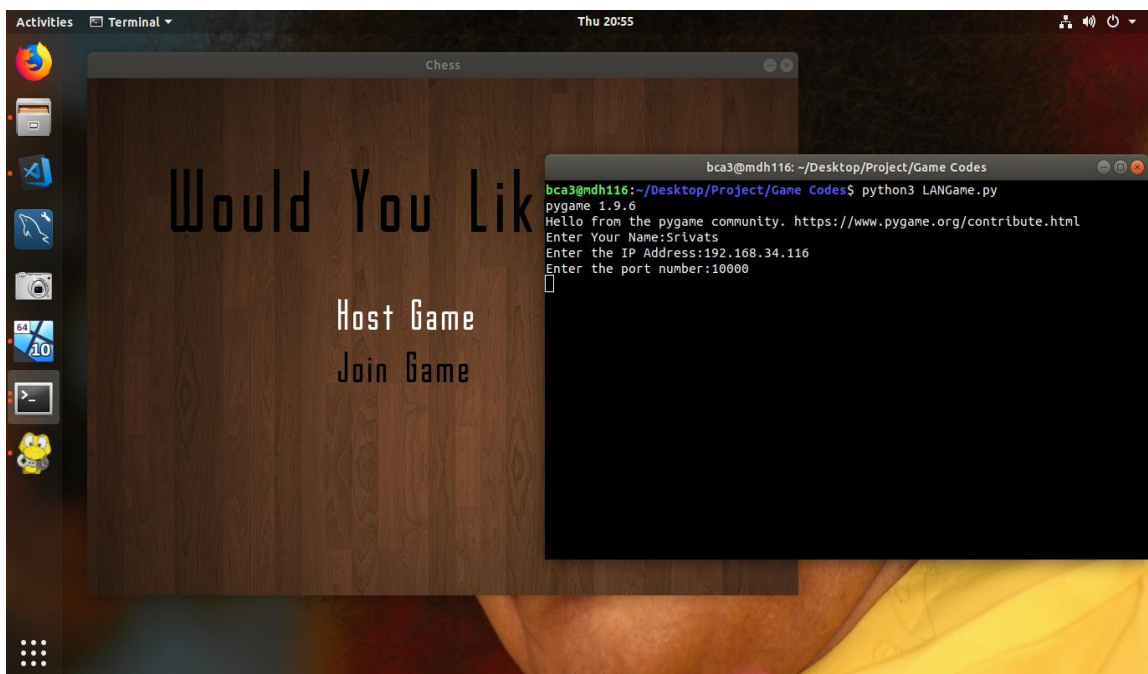 Activities Terminal Thu 20:55
Chess
Would You Lik
Host Game
Join Game
bca3@mdh116: ~/Desktop/Project/Game Codes
bca3@mdh116:~/Desktop/Project/Game Codes$ python3 LANGame.py
pygame 1.9.6
Hello from the pygame community. https://www.pygame.org/contribute.html
Enter Your Name:Srivats
Enter the IP Address:192.168.34.116
Enter the port number:10000
64
10
>_